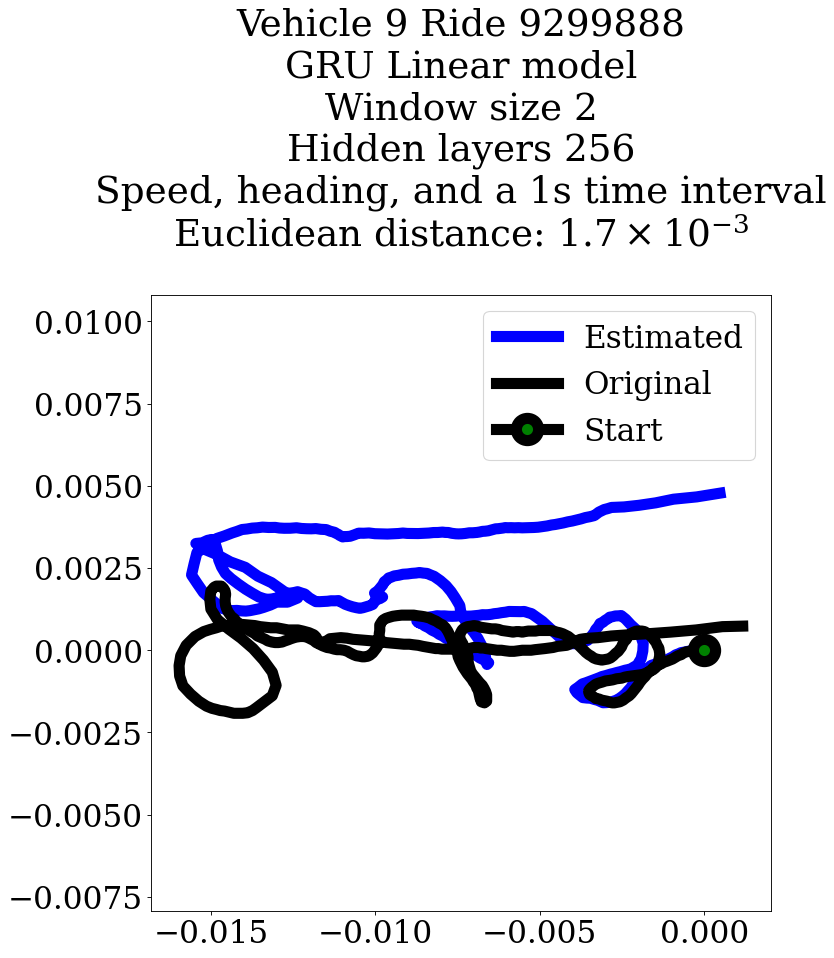 Vehicle 9 Ride 9299888
GRU Linear model
Window size 2
Hidden layers 256
Speed, heading, and a 1s time interval
Euclidean distance: 1.7 × 10⁻³
0.0100
0.0075
0.0050
0.0025
0.0000
−0.0025
−0.0050
−0.0075
Estimated
Original
Start
−0.015 −0.010 −0.005 0.000